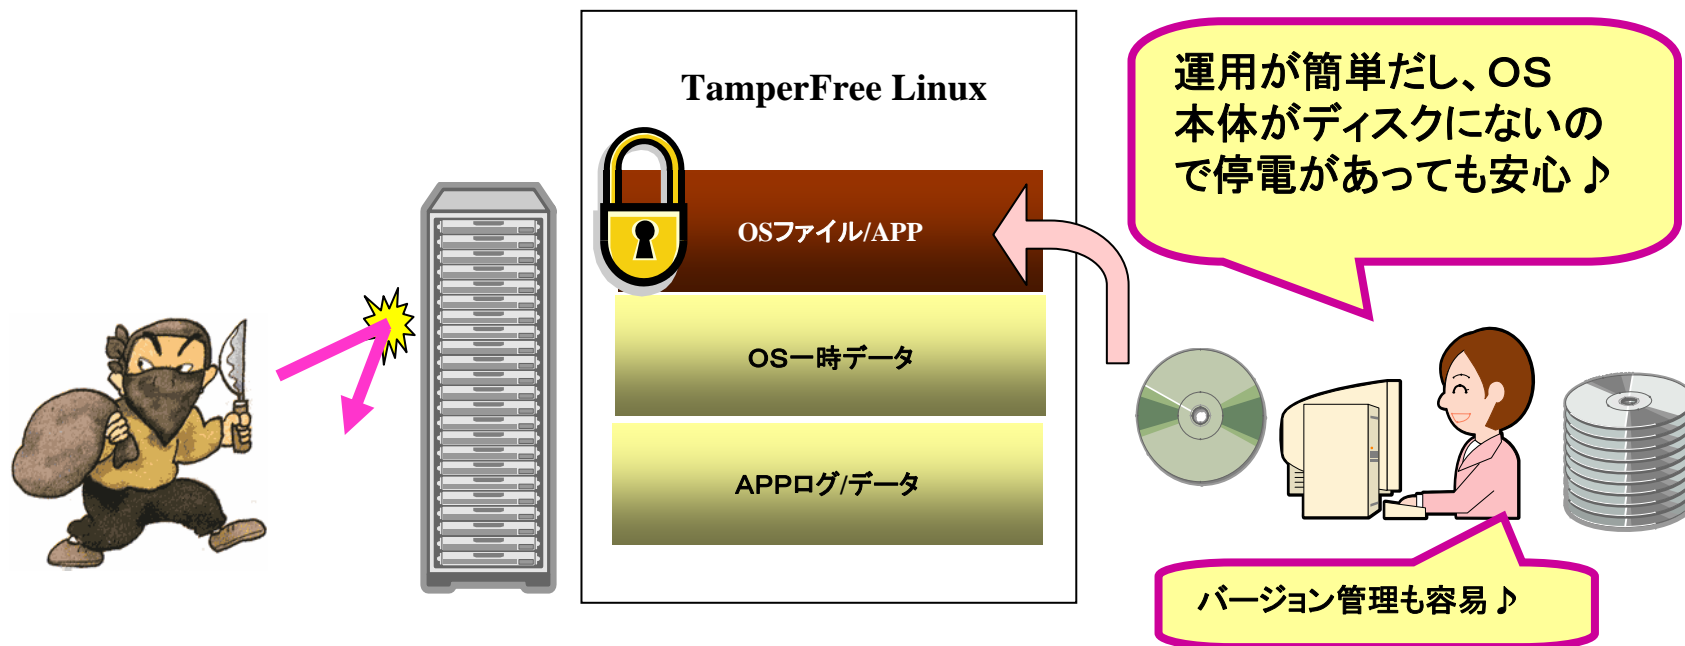 TamperFree Linux
運用が簡単だし、OS
本体がディスクにないの
で停電があっても安心♪
OSファイル/APP
OS一時データ
APPログ/データ
バージョン管理も容易♪